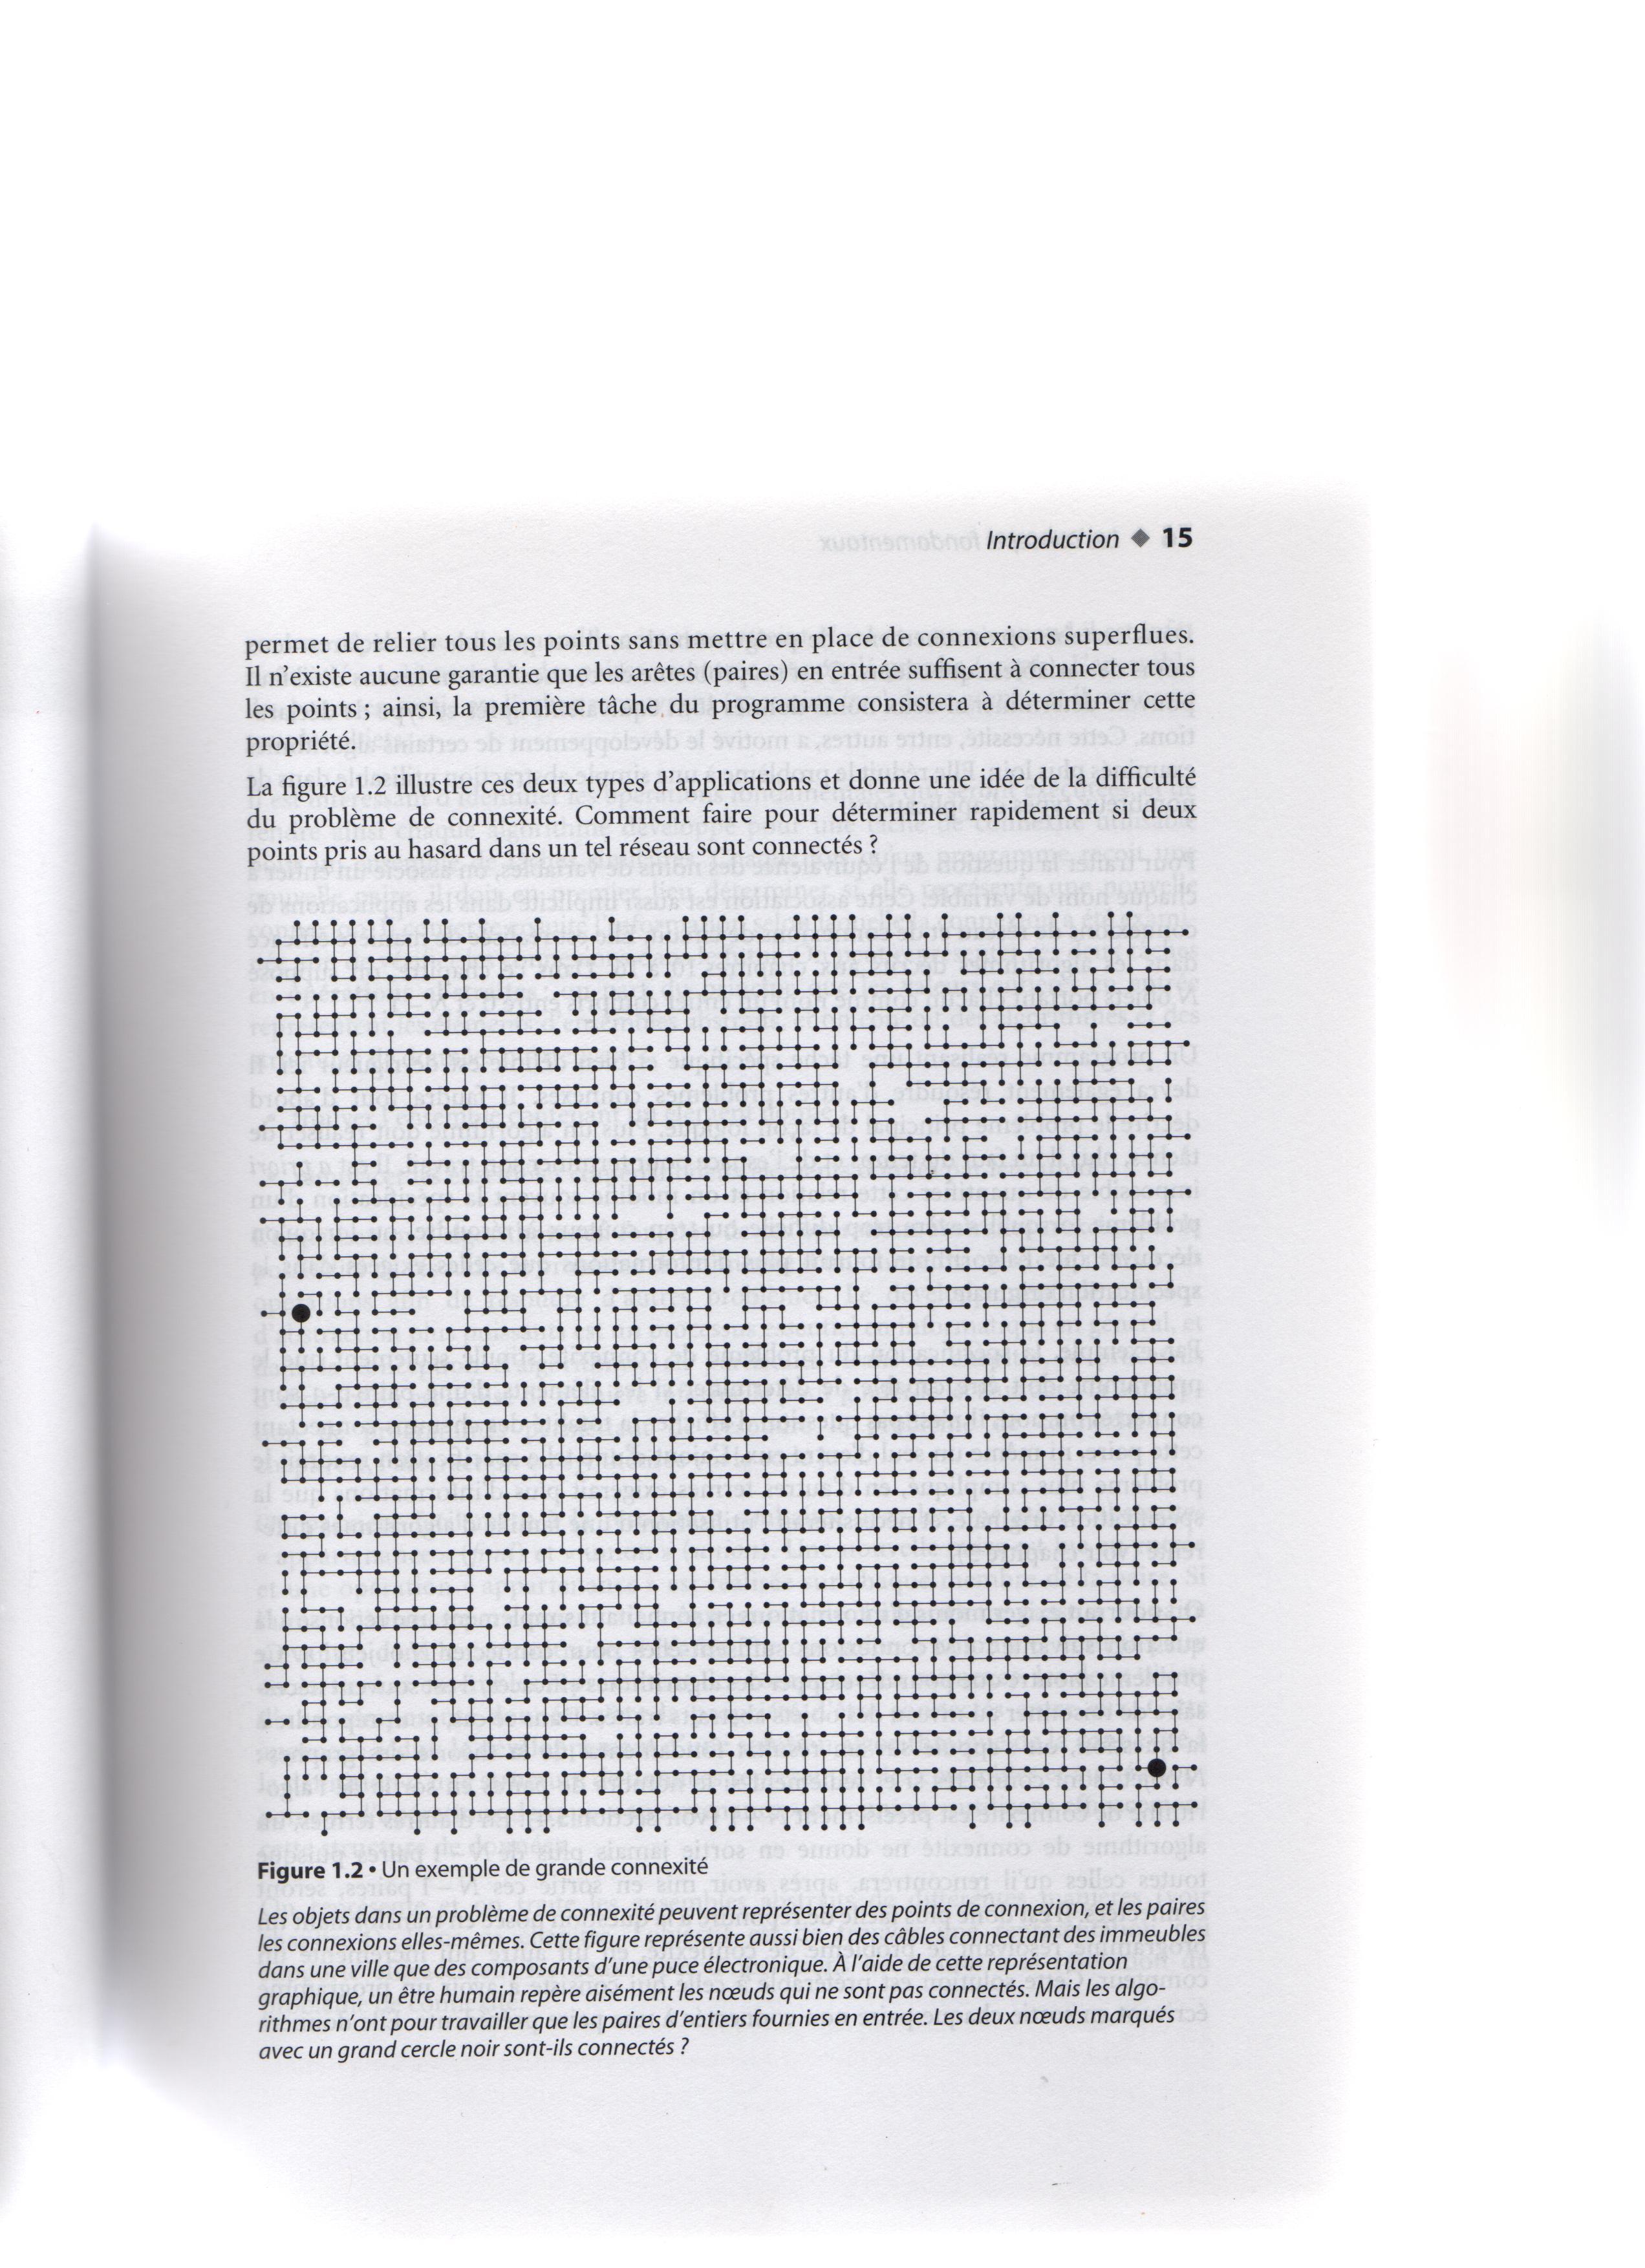 Introduction ◆ 15
permet de relier tous les points sans mettre en place de connexions superflues.
Il n’existe aucune garantie que les arêtes (paires) en entrée suffisent à connecter tous
les points ; ainsi, la première tâche du programme consistera à déterminer cette
propriété.
La figure 1.2 illustre ces deux types d’applications et donne une idée de la difficulté
du problème de connexité. Comment faire pour déterminer rapidement si deux
points pris au hasard dans un tel réseau sont connectés ?
Figure 1.2 • Un exemple de grande connexité
Les objets dans un problème de connexité peuvent représenter des points de connexion, et les paires
les connexions elles-mêmes. Cette figure représente aussi bien des câbles connectant des immeubles
dans une ville que des composants d’une puce électronique. À l’aide de cette représentation
graphique, un être humain repère aisément les nœuds qui ne sont pas connectés. Mais les algo-
rithmes n’ont pour travailler que les paires d’entiers fournies en entrée. Les deux nœuds marqués
avec un grand cercle noir sont-ils connectés ?